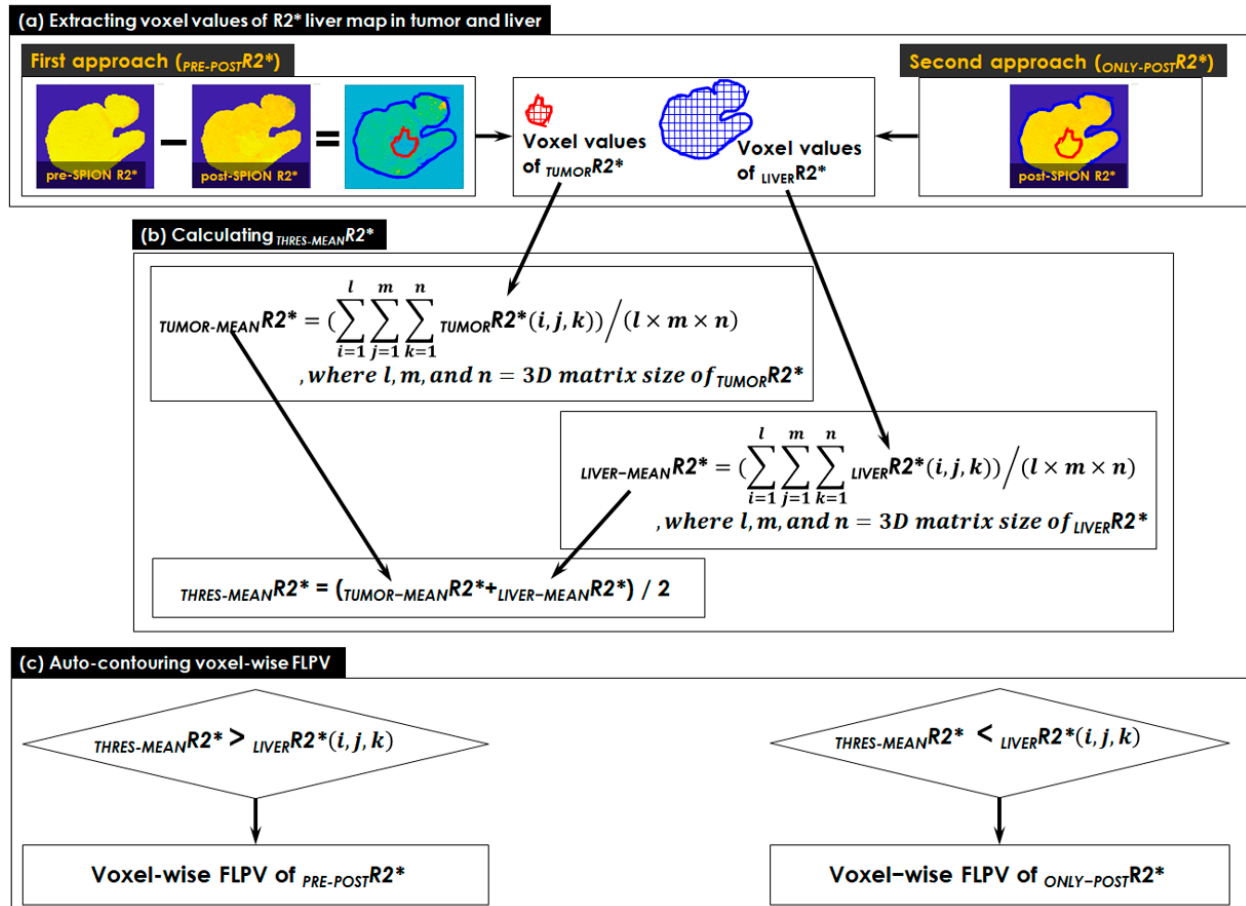 (a) Extracting voxel values of R2* liver map in tumor and liver
First approach (PRE-POSTR2*)
Second approach (ONLY-POSTR2*)
pre-SPION R2*
−
post-SPION R2*
=
Voxel values
of TUMORR2*
Voxel values
of LIVERR2*
post-SPION R2*
(b) Calculating THRES-MEANR2*
TUMOR-MEANR2* = (∑_{i=1}^{l} ∑_{j=1}^{m} ∑_{k=1}^{n} TUMORR2*(i, j, k)) / (l × m × n)
, where l, m, and n = 3D matrix size of TUMORR2*
LIVER−MEANR2* = (∑_{i=1}^{l} ∑_{j=1}^{m} ∑_{k=1}^{n} LIVERR2*(i, j, k)) / (l × m × n)
, where l, m, and n = 3D matrix size of LIVERR2*
THRES-MEANR2* = (TUMOR−MEANR2*+LIVER−MEANR2*) / 2
(c) Auto-contouring voxel-wise FLPV
THRES-MEANR2* > LIVERR2*(i, j, k)
THRES-MEANR2* < LIVERR2*(i, j, k)
Voxel-wise FLPV of PRE-POSTR2*
Voxel−wise FLPV of ONLY−POSTR2*